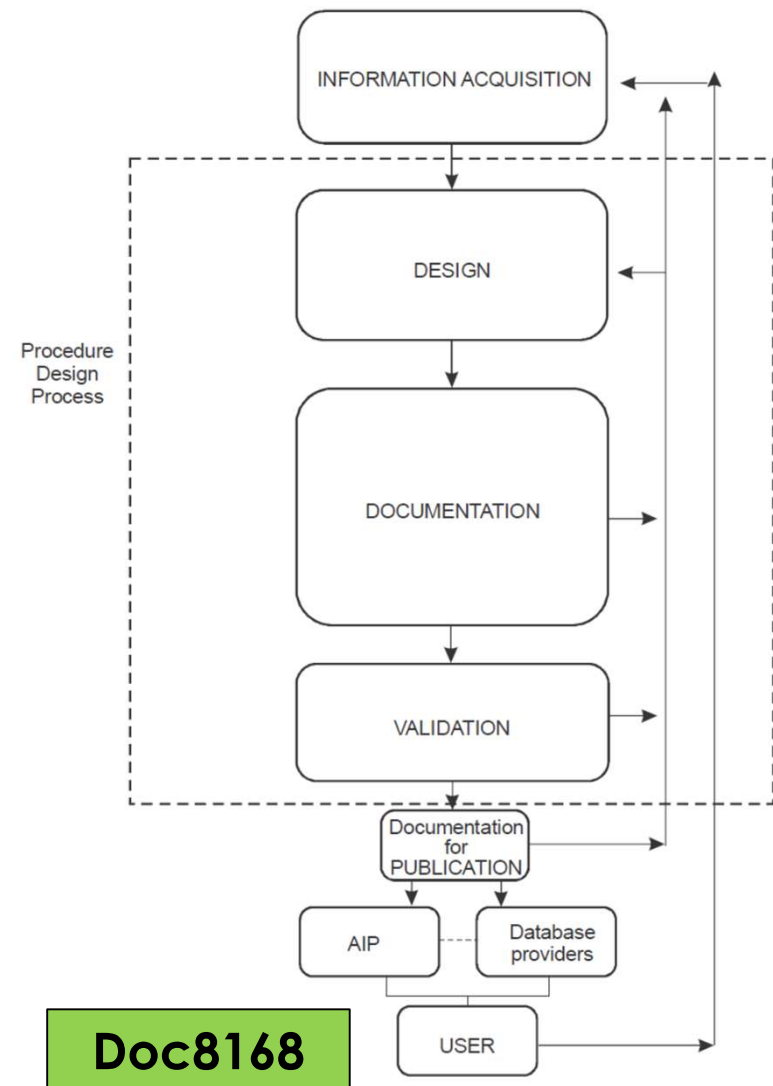 INFORMATION ACQUISITION
DESIGN
Procedure
Design
Process
DOCUMENTATION
VALIDATION
Documentation
for
PUBLICATION
AIP
Database
providers
USER
Doc8168